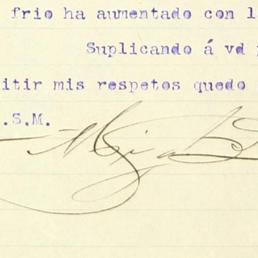 frio ha aumentado con l
Suplicando á vd
itir mis respetos quedo
.S.M.